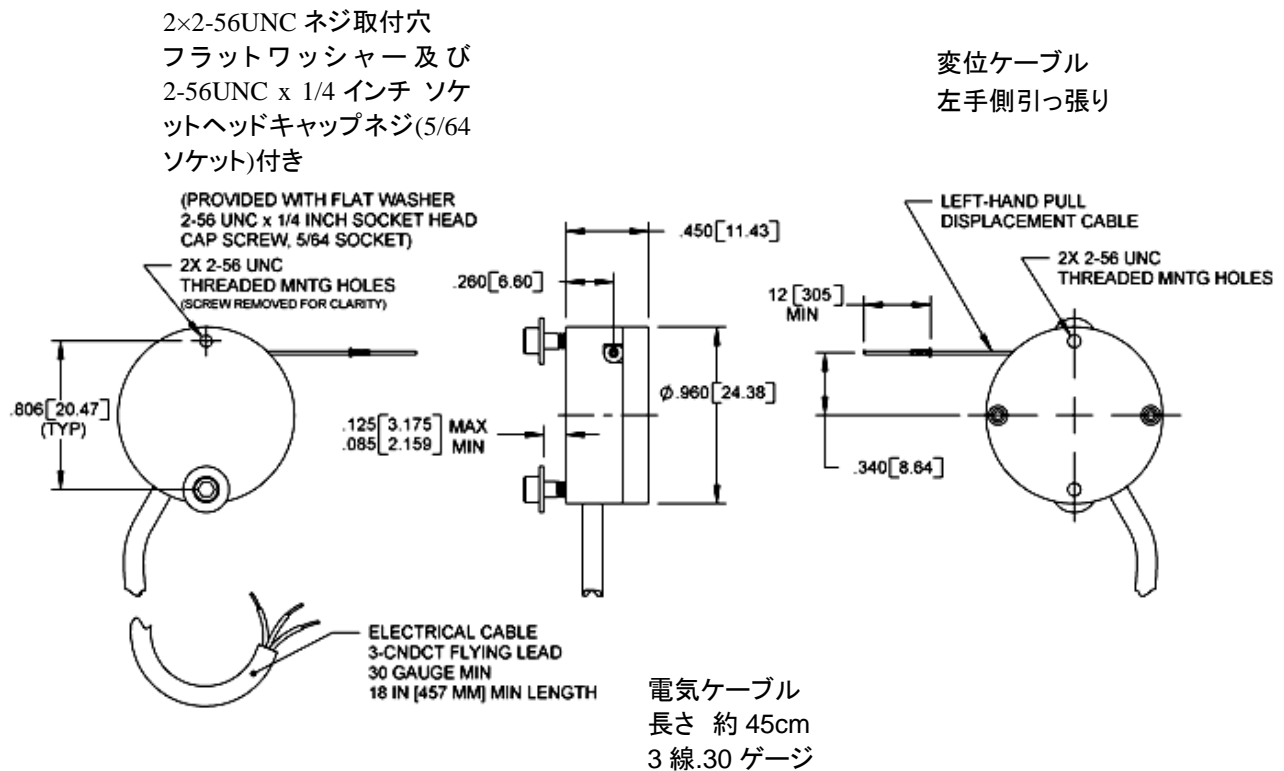 2×2-56UNC ネジ取付穴
フラットワッシャー及び
2-56UNC x 1/4 インチ ソケ
ットヘッドキャップネジ(5/64
ソケット)付き
変位ケーブル
左手側引っ張り
(PROVIDED WITH FLAT WASHER
2-56 UNC x 1/4 INCH SOCKET HEAD
CAP SCREW, 5/64 SOCKET)
2X 2-56 UNC
THREADED MNTG HOLES
(SCREW REMOVED FOR CLARITY)
.806[20.47]
(TYP)
.450[11.43]
.260[6.60]
.125[3.175] MAX
.085[2.159] MIN
Ø.960[24.38]
LEFT-HAND PULL
DISPLACEMENT CABLE
2X 2-56 UNC
THREADED MNTG HOLES
12 [305]
MIN
.340[8.64]
ELECTRICAL CABLE
3-CNDCT FLYING LEAD
30 GAUGE MIN
18 IN [457 MM] MIN LENGTH
電気ケーブル
長さ 約 45cm
3 線.30 ゲージ